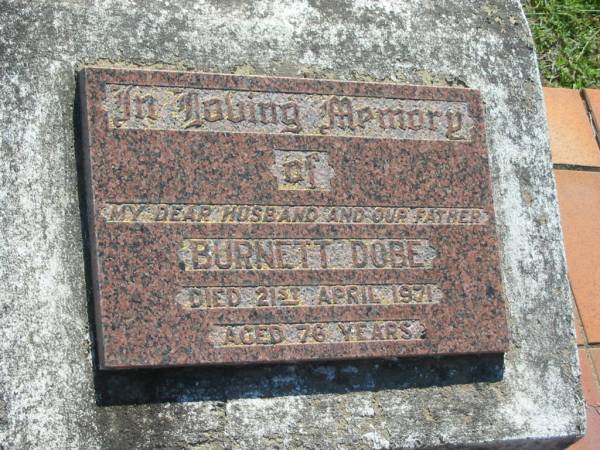 In Loving Memory
of
MY DEAR HUSBAND AND OUR FATHER
BURNETT DOBE
DIED 21ST APRIL 1971
AGED 76 YEARS